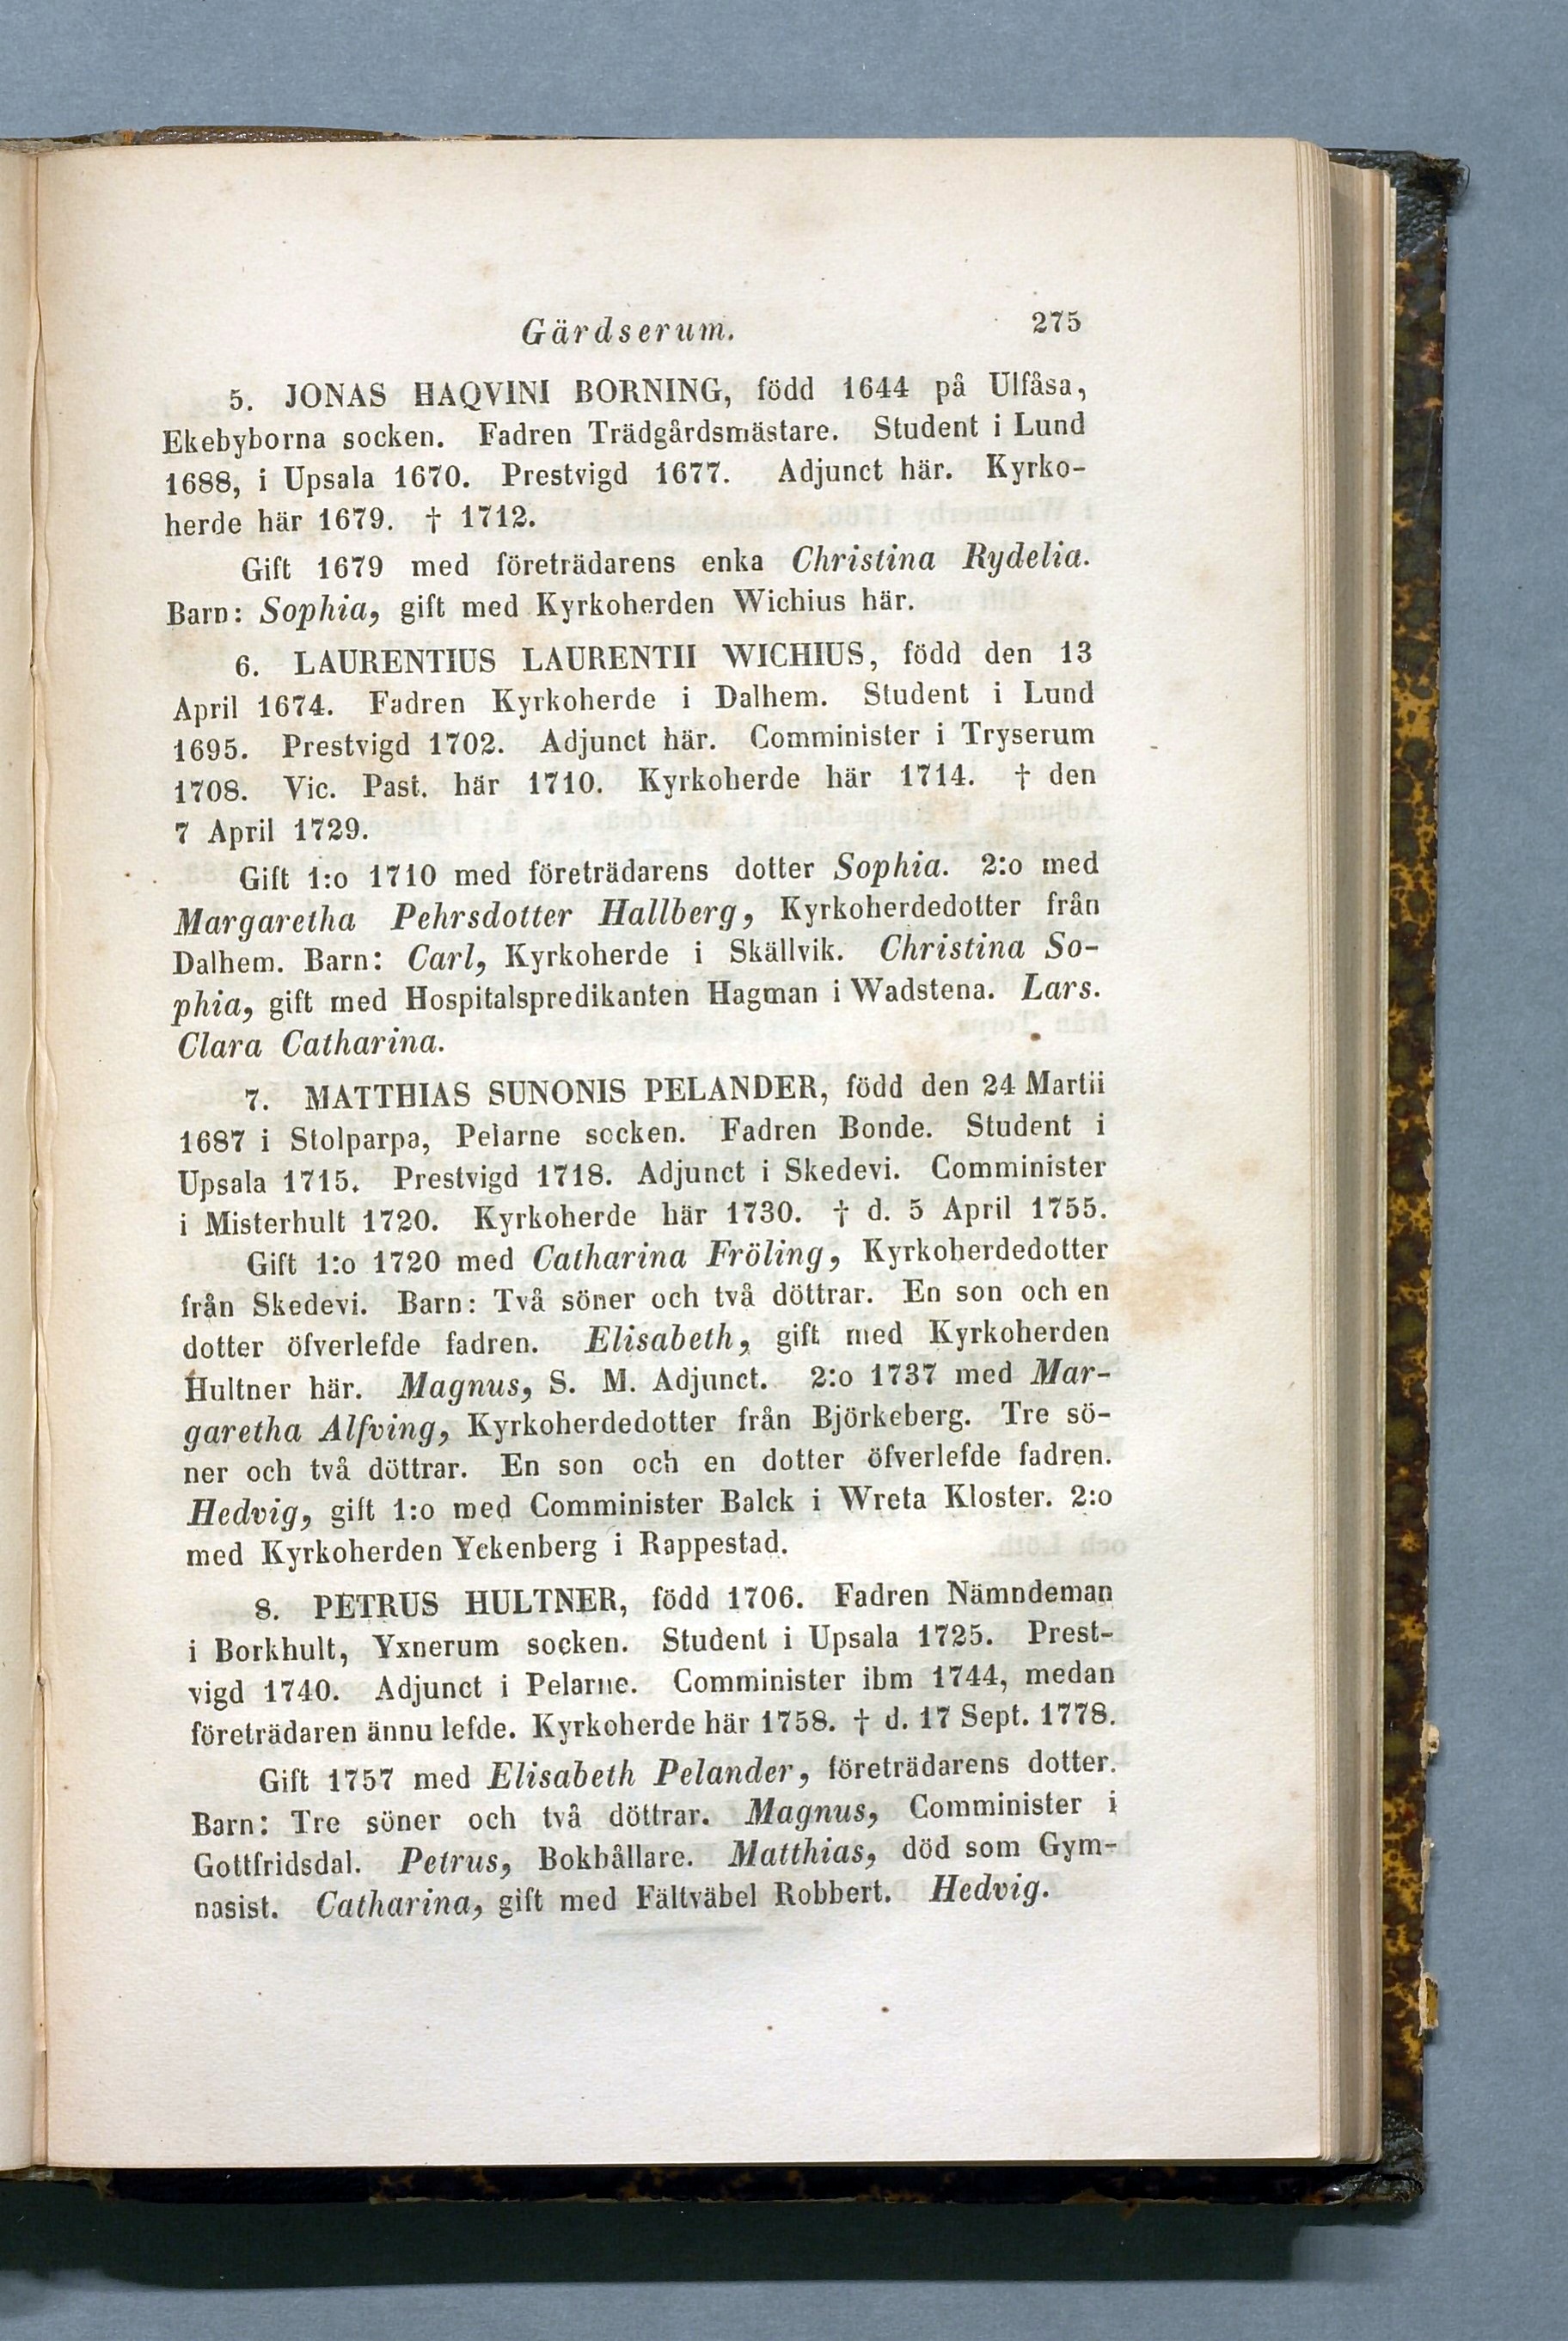 Gärdserum. 275
5. JONAS HAQVINI BORNING, född 1644 på Ulfåsa,
Ekebyborna socken. Fadren Trädgårdsmästare. Student i Lund
1688, i Upsala 1670. Prestvigd 1677. Adjunct här. Kyrko-
herde här 1679. † 1712.
Gift 1679 med företrädarens enka Christina Rydelia.
Barn: Sophia, gift med Kyrkoherden Wichius här.
6. LAURENTIUS LAURENTII WICHIUS, född den 13
April 1674. Fadren Kyrkoherde i Dalhem. Student i Lund
1695. Prestvigd 1702. Adjunct här. Comminister i Tryserum
1708. Vic. Past. här 1710. Kyrkoherde här 1714. † den
7 April 1729.
Gift 1:o 1710 med företrädarens dotter Sophia. 2:o med
Margaretha Pehrsdotter Hallberg, Kyrkoherdedotter från
Dalhem. Barn: Carl, Kyrkoherde i Skällvik. Christina So-
phia, gift med Hospitalspredikanten Hagman i Wadstena. Lars.
Clara Catharina.
7. MATTHIAS SUNONIS PELANDER, född den 24 Martii
1687 i Stolparpa, Pelarne socken. Fadren Bonde. Student i
Upsala 1715. Prestvigd 1718. Adjunct i Skedevi. Comminister
i Misterhult 1720. Kyrkoherde här 1730. † d. 5 April 1755.
Gift 1:o 1720 med Catharina Fröling, Kyrkoherdedotter
från Skedevi. Barn: Två söner och två döttrar. En son och en
dotter öfverlefde fadren. Elisabeth, gift med Kyrkoherden
Hultner här. Magnus, S. M. Adjunct. 2:o 1737 med Mar-
garetha Alfving, Kyrkoherdedotter från Björkeberg. Tre sö-
ner och två döttrar. En son och en dotter öfverlefde fadren.
Hedvig, gift 1:o med Comminister Balck i Wreta Kloster. 2:o
med Kyrkoherden Yckenberg i Rappestad.
8. PETRUS HULTNER, född 1706. Fadren Nämndeman
i Borkhult, Yxnerum socken. Student i Upsala 1725. Prest-
vigd 1740. Adjunct i Pelarne. Comminister ibm 1744, medan
företrädaren ännu lefde. Kyrkoherde här 1758. † d. 17 Sept. 1778.
Gift 1757 med Elisabeth Pelander, företrädarens dotter.
Barn: Tre söner och två döttrar. Magnus, Comminister i
Gottfridsdal. Petrus, Bokhållare. Matthias, död som Gym-
nasist. Catharina, gift med Fältväbel Robbert. Hedvig.